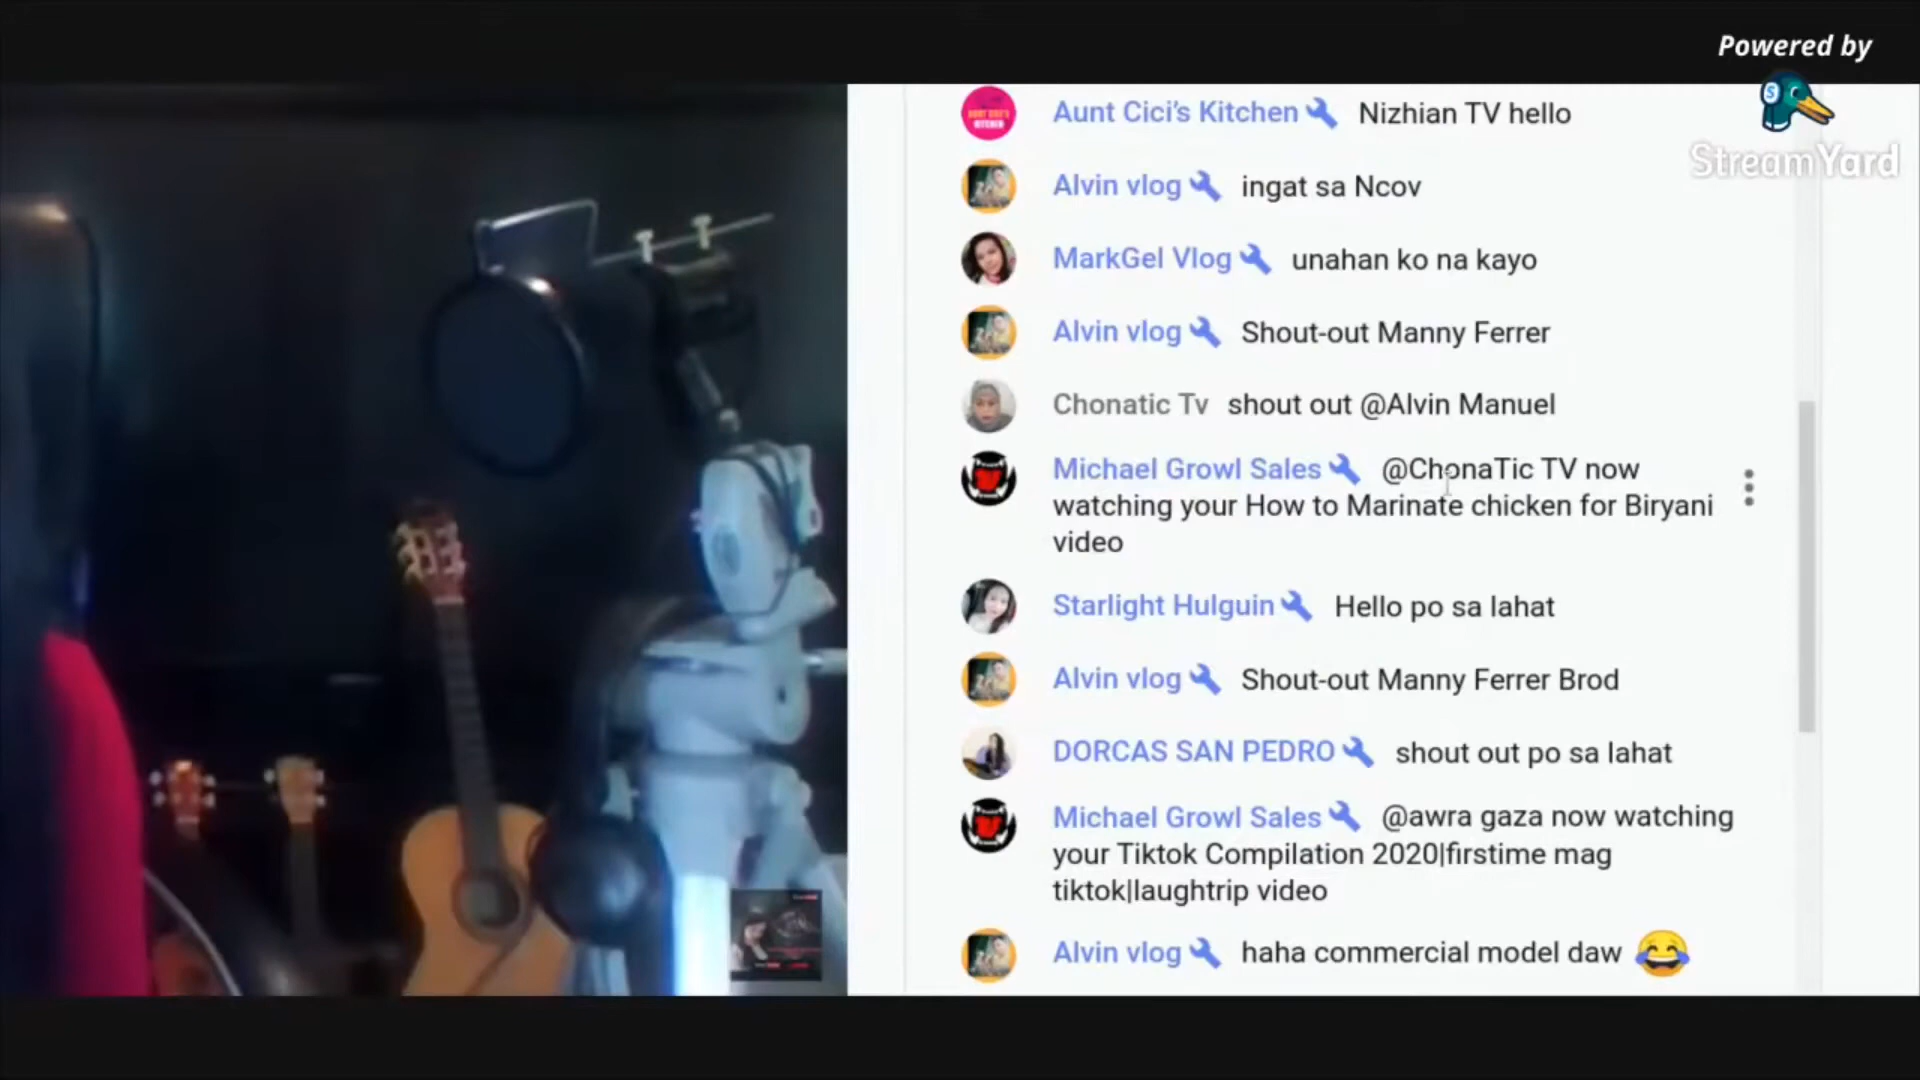 Powered by
StreamYard
Aunt Cici's Kitchen Nizhian TV hello
Alvin vlog ingat sa Ncov
MarkGel Vlog unahan ko na kayo
Alvin vlog Shout-out Manny Ferrer
Chonatic Tv shout out @Alvin Manuel
Michael Growl Sales @ChonaTic TV now
watching your How to Marinate chicken for Biryani
video
Starlight Hulguin Hello po sa lahat
Alvin vlog Shout-out Manny Ferrer Brod
DORCAS SAN PEDRO shout out po sa lahat
Michael Growl Sales @awra gaza now watching
your Tiktok Compilation 2020|firstime mag
tiktok|laughtrip video
Alvin vlog haha commercial model daw 😂